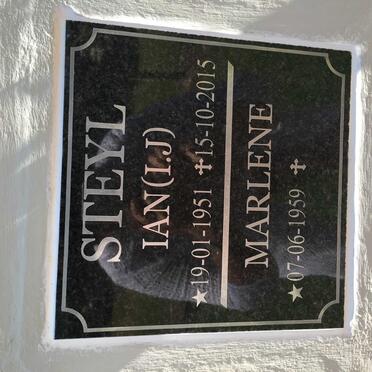 STEYL
IAN (I.J)
★19-01-1951 ✝15-10-2015
MARLENE
★07-06-1959 ✝